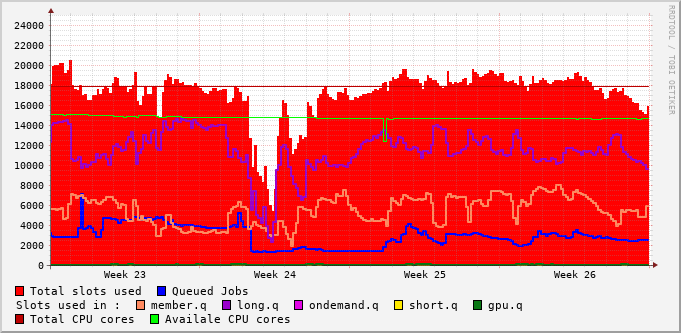 24000
22000
20000
18000
16000
14000
12000
10000
8000
6000
4000
2000
0
Week 23 Week 24 Week 25 Week 26
RRDTOOL / TOBI OETIKER
Total slots used Queued Jobs
Slots used in : member.q long.q ondemand.q short.q gpu.q
Total CPU cores Availale CPU cores